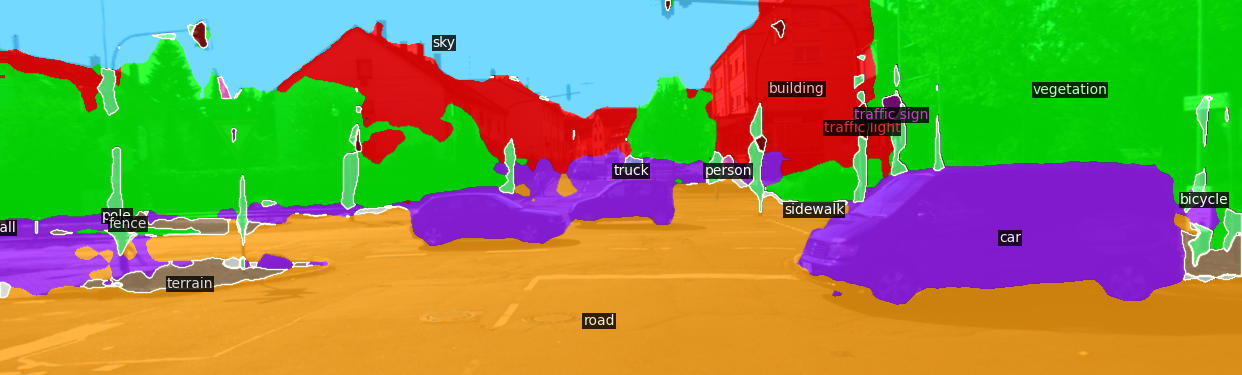 sky
building
vegetation
traffic sign
traffic light
truck
person
bicycle
sidewalk
pole
fence
all
car
terrain
road